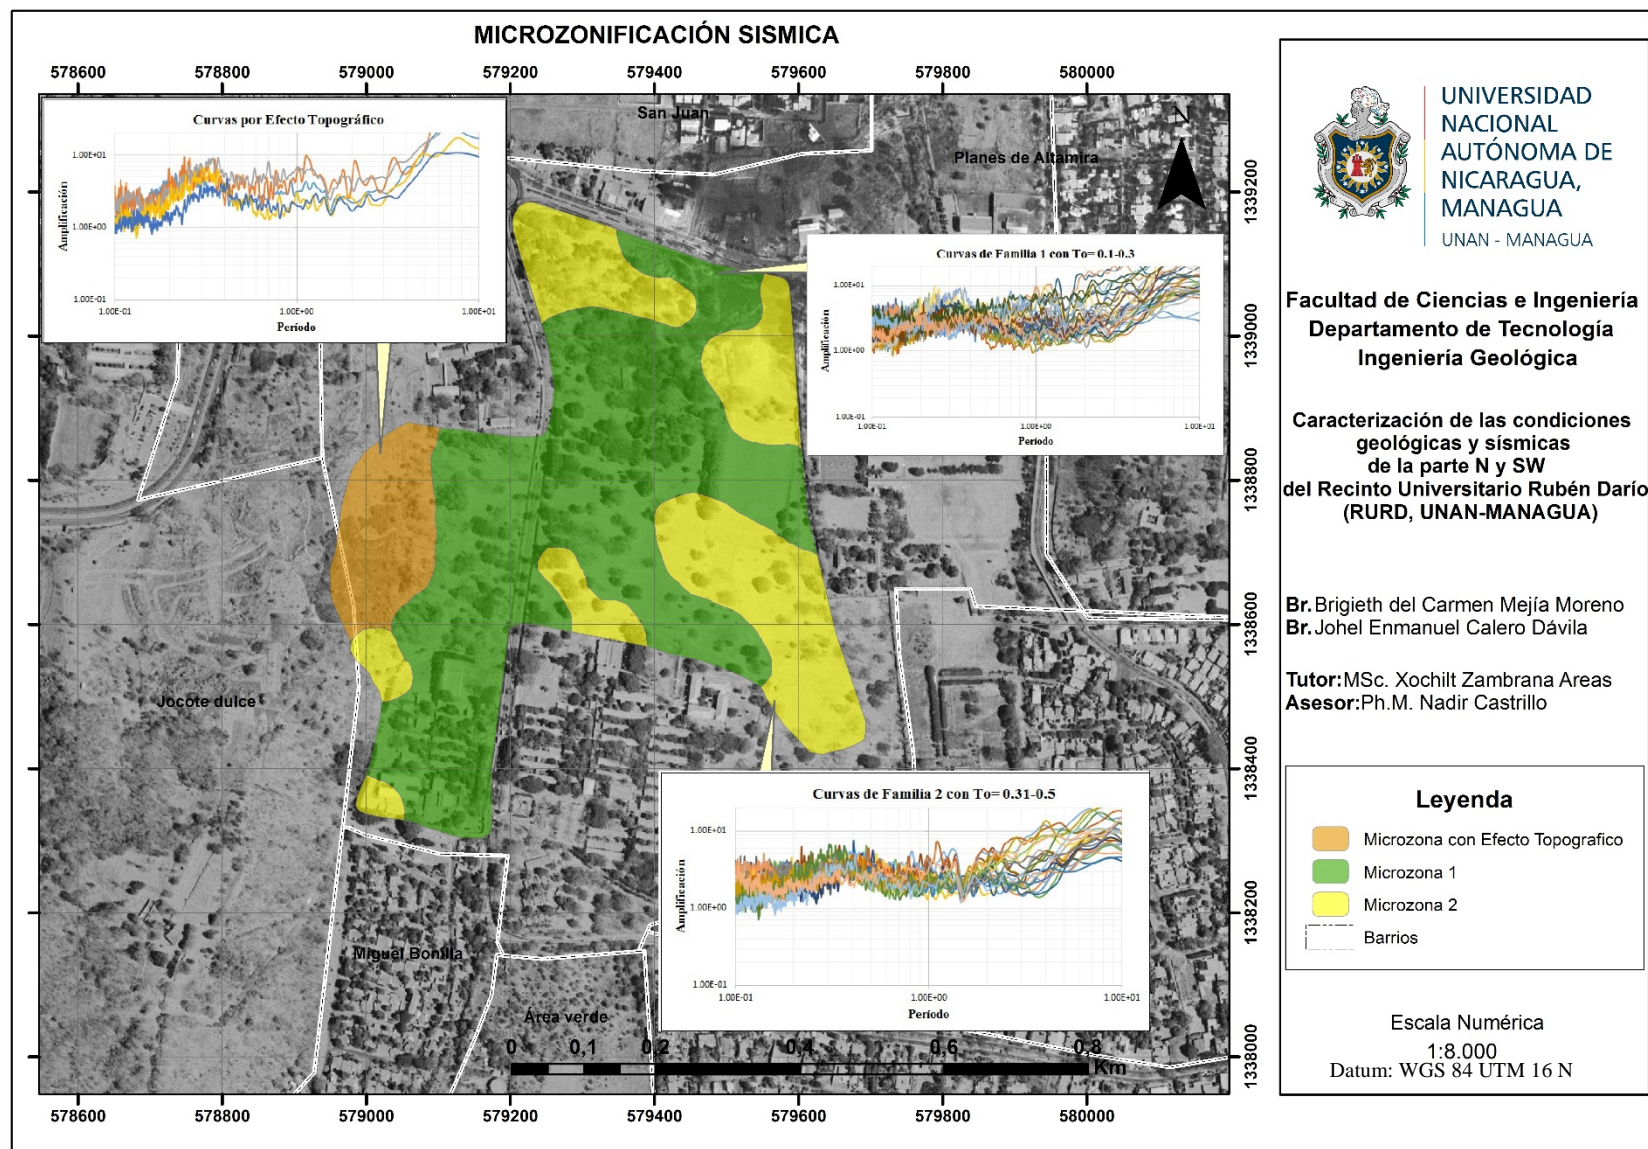 MICROZONIFICACIÓN SISMICA
578600 578800 579000 579200 579400 579600 579800 580000
San Juan
Planes de Altamira
N
Curvas por Efecto Topográfico
Amplificación
1.00E+01
1.00E+00
1.00E-01
1.00E-01 1.00E+00 1.00E+01
Período
Curvas de Familia 1 con To= 0.1-0.3
Amplificación
1.00E+01
1.00E+00
1.00E-01
1.00E-01 1.00E+00 1.00E+01
Período
Jocote dulce
Curvas de Familia 2 con To= 0.31-0.5
Amplificación
1.00E+01
1.00E+00
1.00E-01
1.00E-01 1.00E+00 1.00E+01
Período
Miguel Bonilla
Área verde
0 0,1 0,2 0,4 0,6 0,8
Km
1339200
1339000
1338800
1338600
1338400
1338200
1338000
578600 578800 579000 579200 579400 579600 579800 580000
UNIVERSIDAD
NACIONAL
AUTÓNOMA DE
NICARAGUA,
MANAGUA
UNAN - MANAGUA
Facultad de Ciencias e Ingeniería
Departamento de Tecnología
Ingeniería Geológica
Caracterización de las condiciones
geológicas y sísmicas
de la parte N y SW
del Recinto Universitario Rubén Darío
(RURD, UNAN-MANAGUA)
Br. Brigieth del Carmen Mejía Moreno
Br. Johel Enmanuel Calero Dávila
Tutor: MSc. Xochilt Zambrana Areas
Asesor: Ph.M. Nadir Castrillo
Leyenda
Microzona con Efecto Topografico
Microzona 1
Microzona 2
Barrios
Escala Numérica
1:8.000
Datum: WGS 84 UTM 16 N